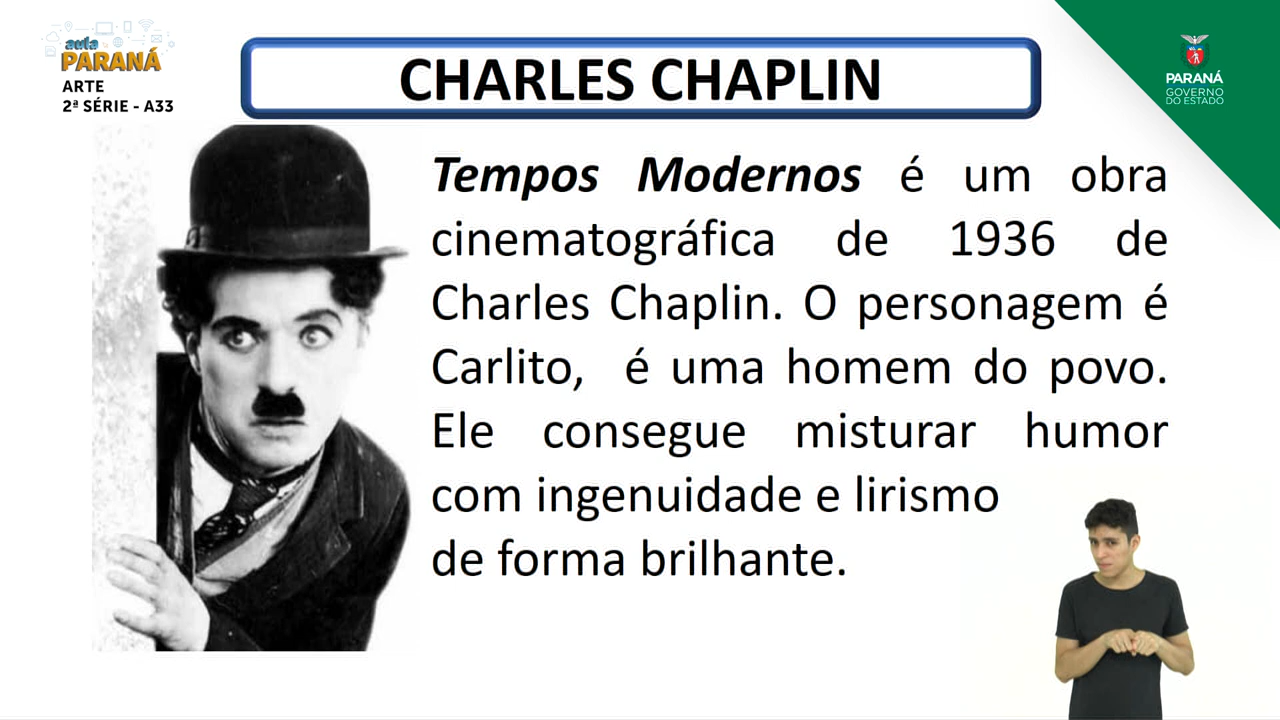 aula
PARANÁ
ARTE
2ª SÉRIE - A33
CHARLES CHAPLIN
PARANÁ
GOVERNO
DO ESTADO
Tempos Modernos é um obra
cinematográfica de 1936 de
Charles Chaplin. O personagem é
Carlito, é uma homem do povo.
Ele consegue misturar humor
com ingenuidade e lirismo
de forma brilhante.